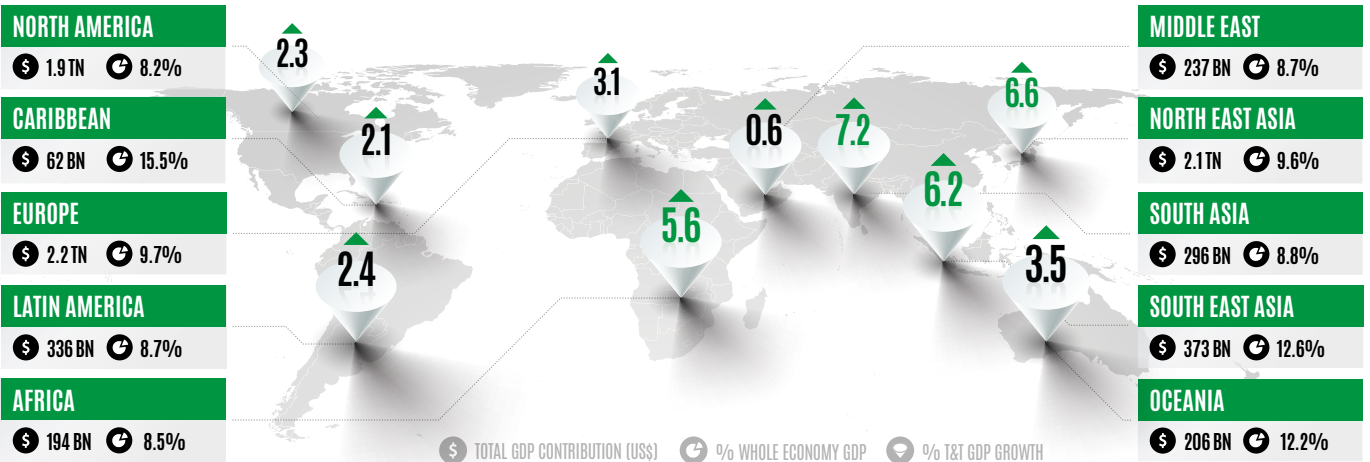 NORTH AMERICA
$ 1.9 TN 8.2%
CARIBBEAN
$ 62 BN 15.5%
EUROPE
$ 2.2 TN 9.7%
LATIN AMERICA
$ 336 BN 8.7%
AFRICA
$ 194 BN 8.5%
2.3
2.1
2.4
3.1
5.6
0.6
7.2
6.2
6.6
3.5
MIDDLE EAST
$ 237 BN 8.7%
NORTH EAST ASIA
$ 2.1 TN 9.6%
SOUTH ASIA
$ 296 BN 8.8%
SOUTH EAST ASIA
$ 373 BN 12.6%
OCEANIA
$ 206 BN 12.2%
$ TOTAL GDP CONTRIBUTION (US$) % WHOLE ECONOMY GDP % T&T GDP GROWTH